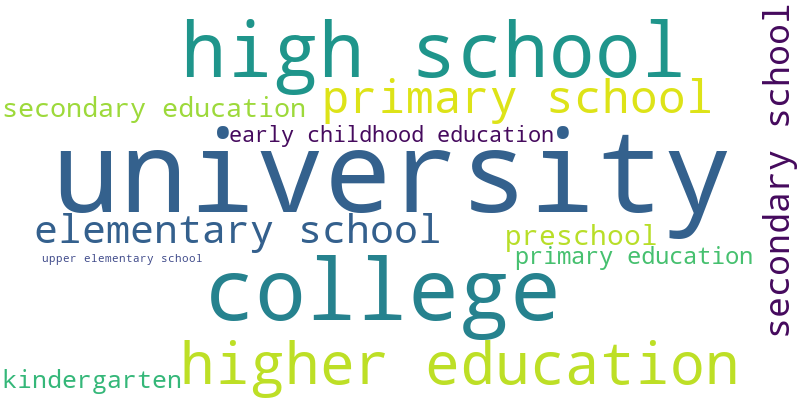 high school
secondary school
primary school
secondary education
early childhood education
university
elementary school
preschool
primary education
upper elementary school
college
higher education
kindergarten